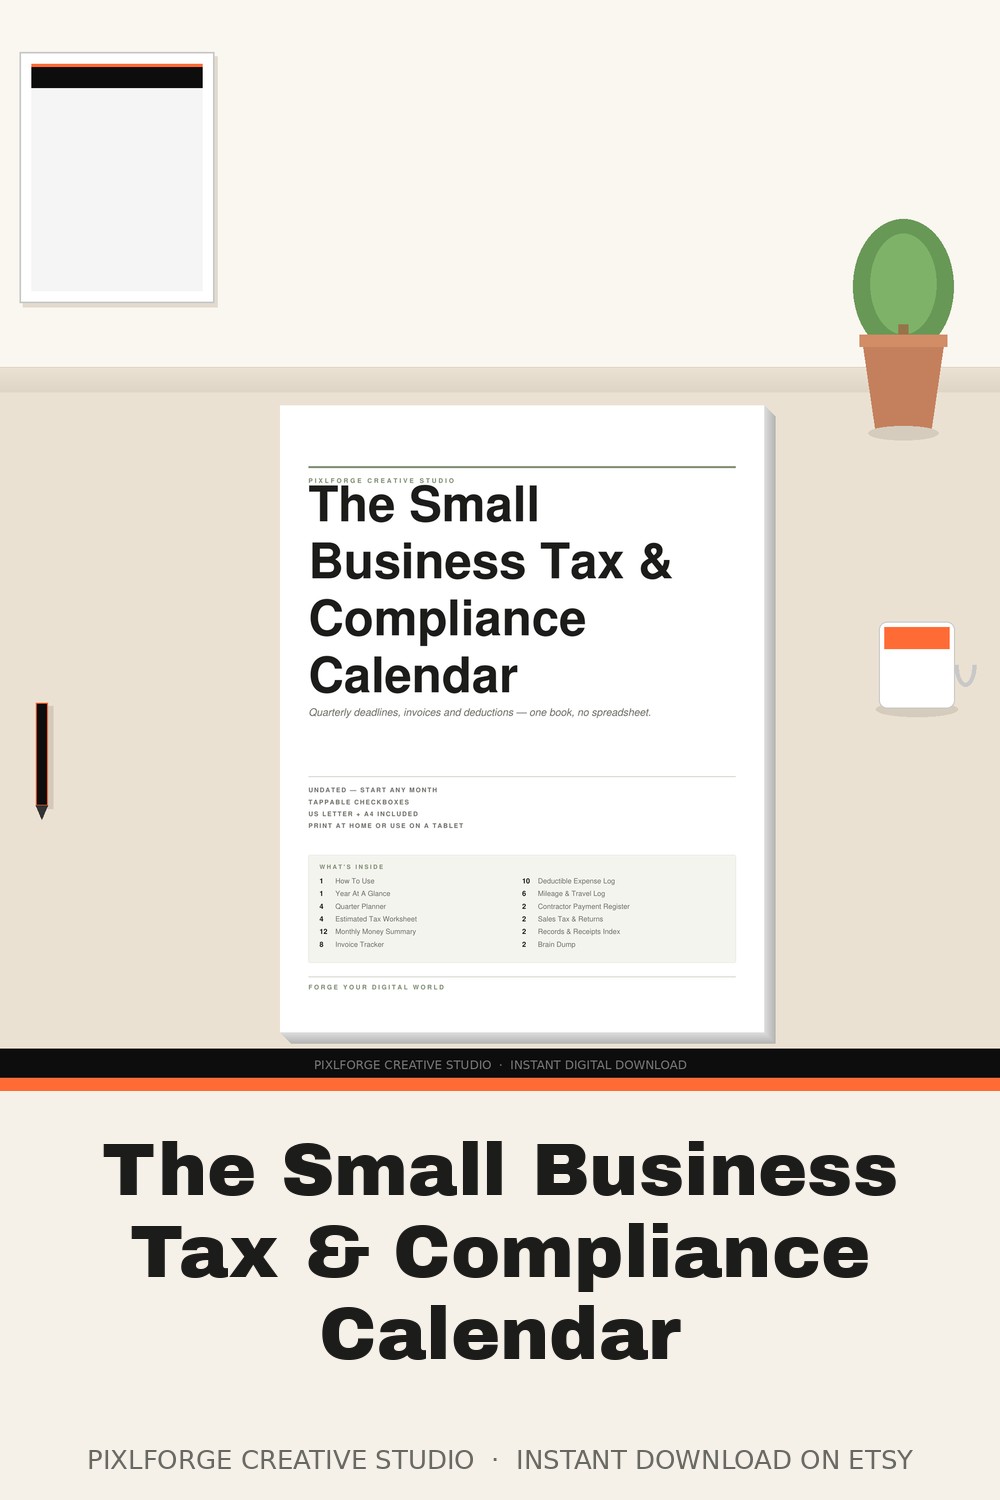 PIXLFORGE CREATIVE STUDIO
The Small
Business Tax &
Compliance
Calendar
Quarterly deadlines, invoices and deductions — one book, no spreadsheet.
UNDATED — START ANY MONTH
TAPPABLE CHECKBOXES
US LETTER + A4 INCLUDED
PRINT AT HOME OR USE ON A TABLET
WHAT'S INSIDE
1 How To Use
1 Year At A Glance
4 Quarter Planner
4 Estimated Tax Worksheet
12 Monthly Money Summary
8 Invoice Tracker
10 Deductible Expense Log
6 Mileage & Travel Log
2 Contractor Payment Register
2 Sales Tax & Returns
2 Records & Receipts Index
2 Brain Dump
FORGE YOUR DIGITAL WORLD
PIXLFORGE CREATIVE STUDIO · INSTANT DIGITAL DOWNLOAD
The Small Business
Tax & Compliance
Calendar
PIXLFORGE CREATIVE STUDIO · INSTANT DOWNLOAD ON ETSY